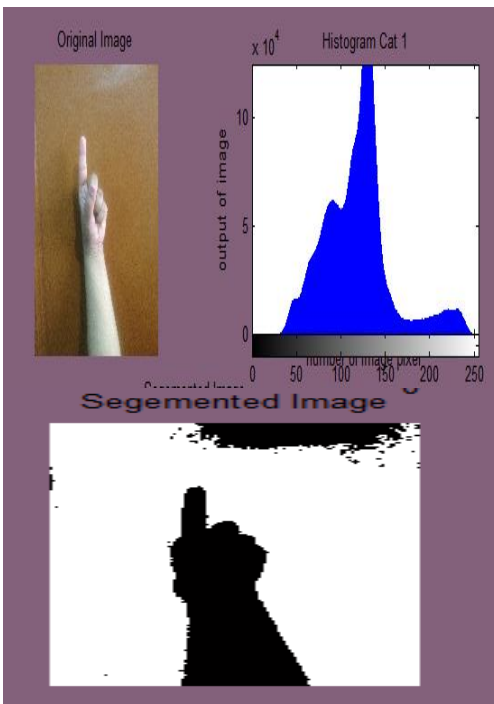 Original Image
x 10^4
Histogram Cat 1
output of image
10
5
0
0 50 100 150 200 250
number of image pixel
Segemented Image